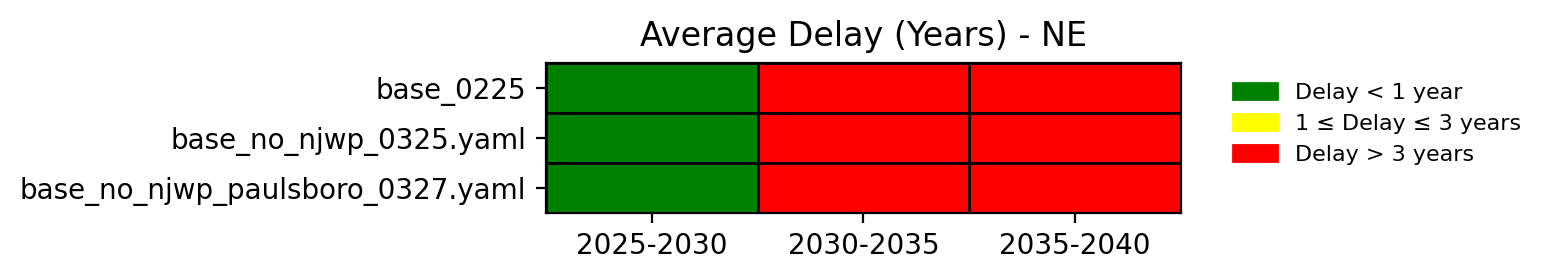 Average Delay (Years) - NE
base_0225
base_no_njwp_0325.yaml
base_no_njwp_paulsboro_0327.yaml
2025-2030 2030-2035 2035-2040
Delay < 1 year
1 ≤ Delay ≤ 3 years
Delay > 3 years